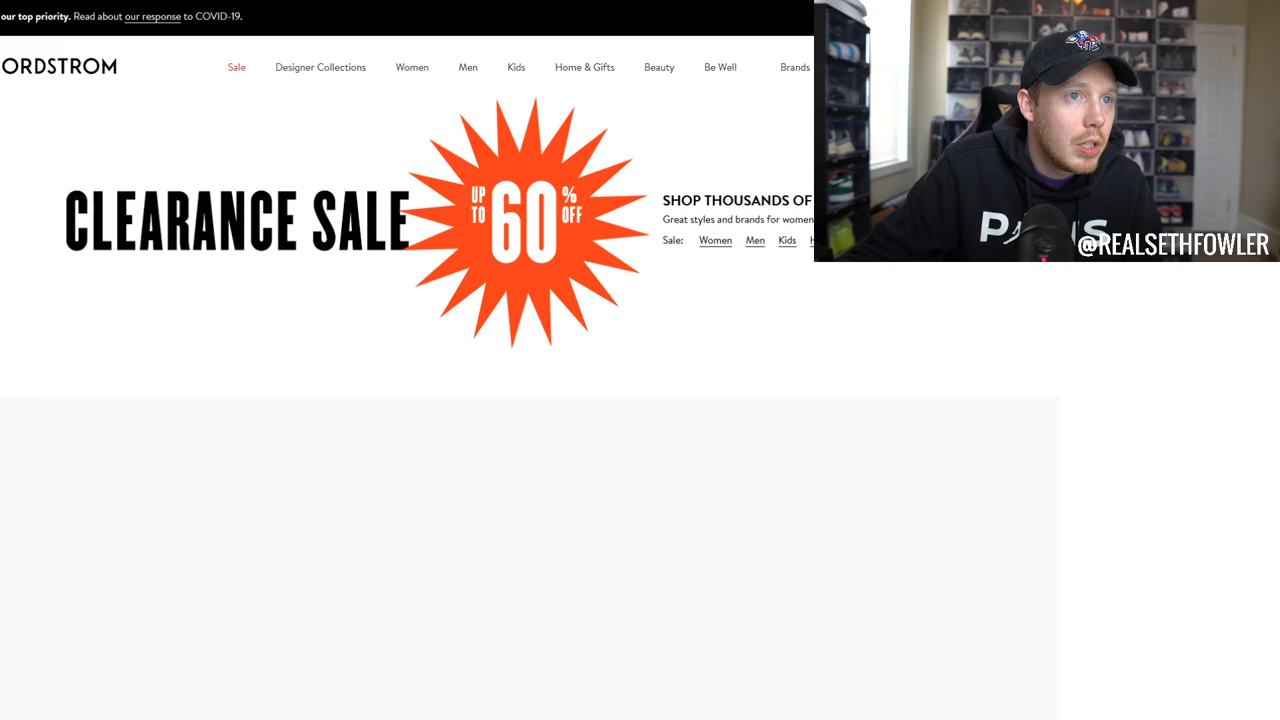 our top priority. Read about our response to COVID-19.
ORDSTROM
Sale Designer Collections Women Men Kids Home & Gifts Beauty Be Well Brands
CLEARANCE SALE
UP TO 60% OFF
SHOP THOUSANDS OF
Great styles and brands for women
Sale: Women Men Kids
@REALSETHFOWLER